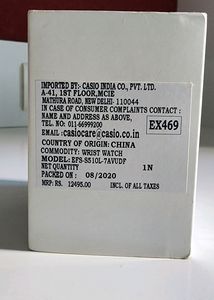 IMPORTED BY:- CASIO INDIA CO., PVT. LTD.
A-41, 1ST FLOOR, MCIE
MATHURA ROAD, NEW DELHI- 110044
IN CASE OF CONSUMER COMPLAINTS CONTACT :
NAME AND ADDRESS AS ABOVE,
TEL. NO: 011-66999200
EMAIL:casiocare@casio.co.in
EX469
COUNTRY OF ORIGIN: CHINA
COMMODITY: WRIST WATCH
MODEL: EFS-S510L-7AVUDF
NET QUANTITY 1N
PACKED ON: 08/2020
MRP: RS. 12495.00 INCL. OF ALL TAXES